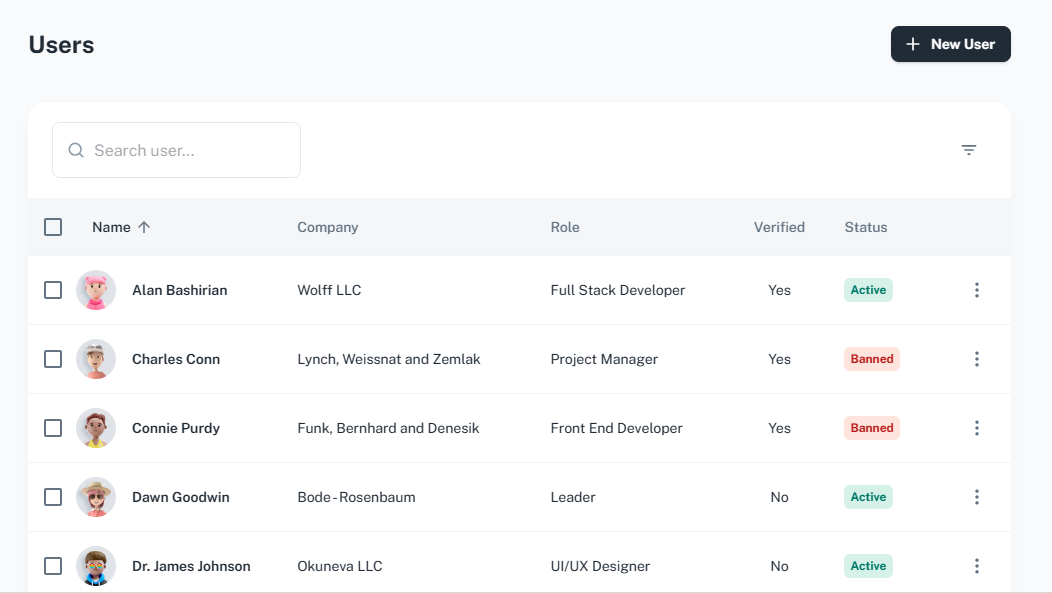 Users
New User
Search user...
Name Company Role Verified Status
Alan Bashirian Wolff LLC Full Stack Developer Yes Active
Charles Conn Lynch, Weissnat and Zemlak Project Manager Yes Banned
Connie Purdy Funk, Bernhard and Denesik Front End Developer Yes Banned
Dawn Goodwin Bode-Rosenbaum Leader No Active
Dr. James Johnson Okuneva LLC UI/UX Designer No Active